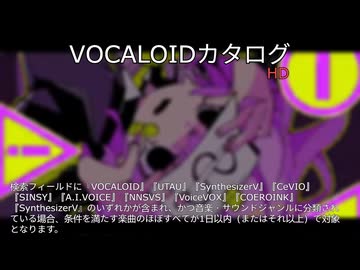 VOCALOIDカタログ
HD
検索フィールドに『VOCALOID』『UTAU』『SynthesizerV』『CeVIO』
『SINSY』『A.I.VOICE』『NNSVS』『VoiceVOX』『COEROINK』
『SynthesizerV』のいずれかが含まれ、かつ音楽・サウンドジャンルに分類され
ている場合、条件を満たす楽曲のほぼすべてが1日以内（またはそれ以上）で対象
となります。